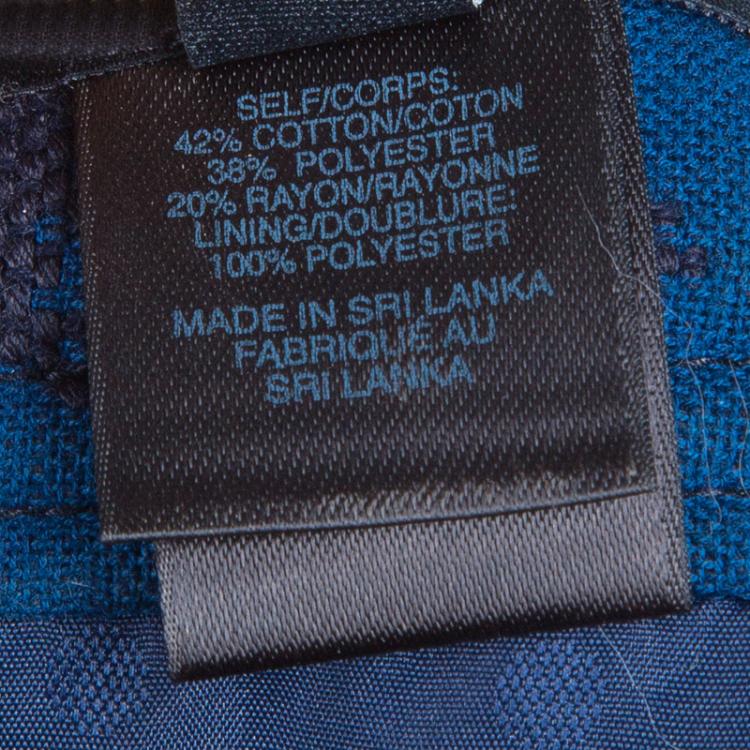 SELF/CORPS:
42% COTTON/COTON
38% POLYESTER
20% RAYON/RAYONNE
LINING/DOUBLURE:
100% POLYESTER
MADE IN SRI LANKA
FABRIQUÉ AU
SRI LANKA